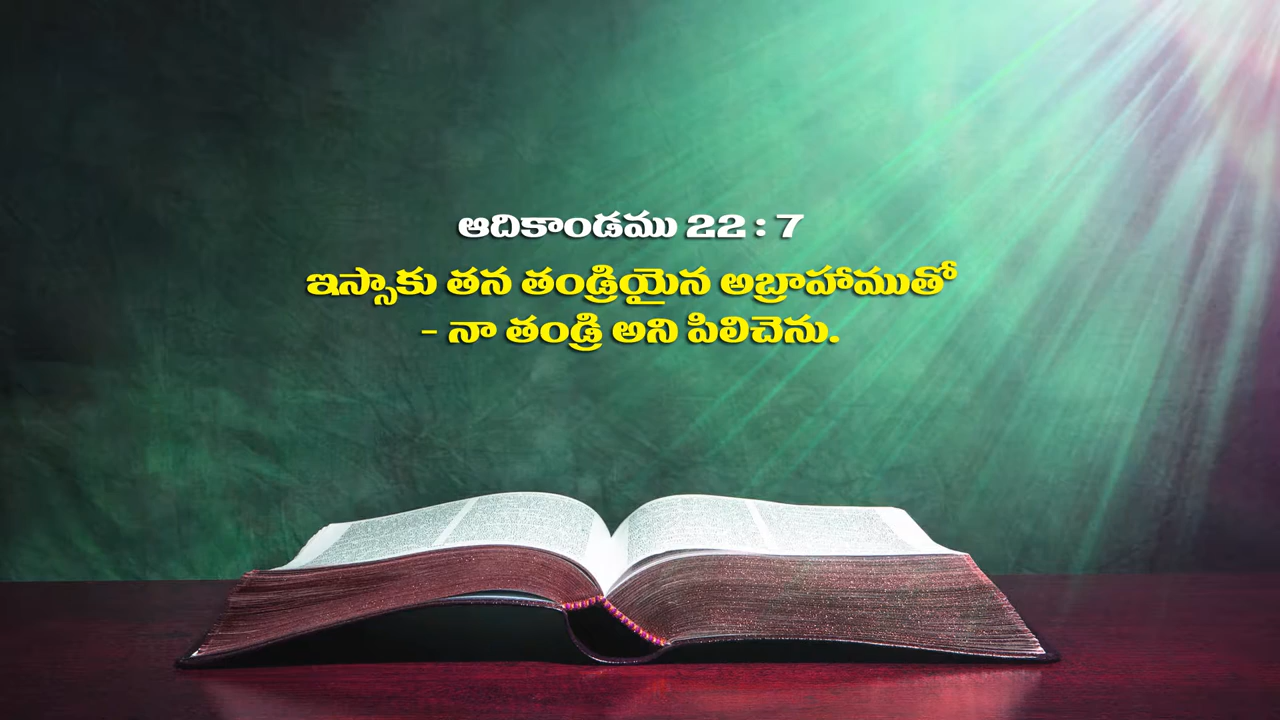 ఆదికాండము 22 : 7
ఇస్సాకు తన తండ్రియైన అబ్రాహాముతో
- నా తండ్రి అని పిలిచెను.